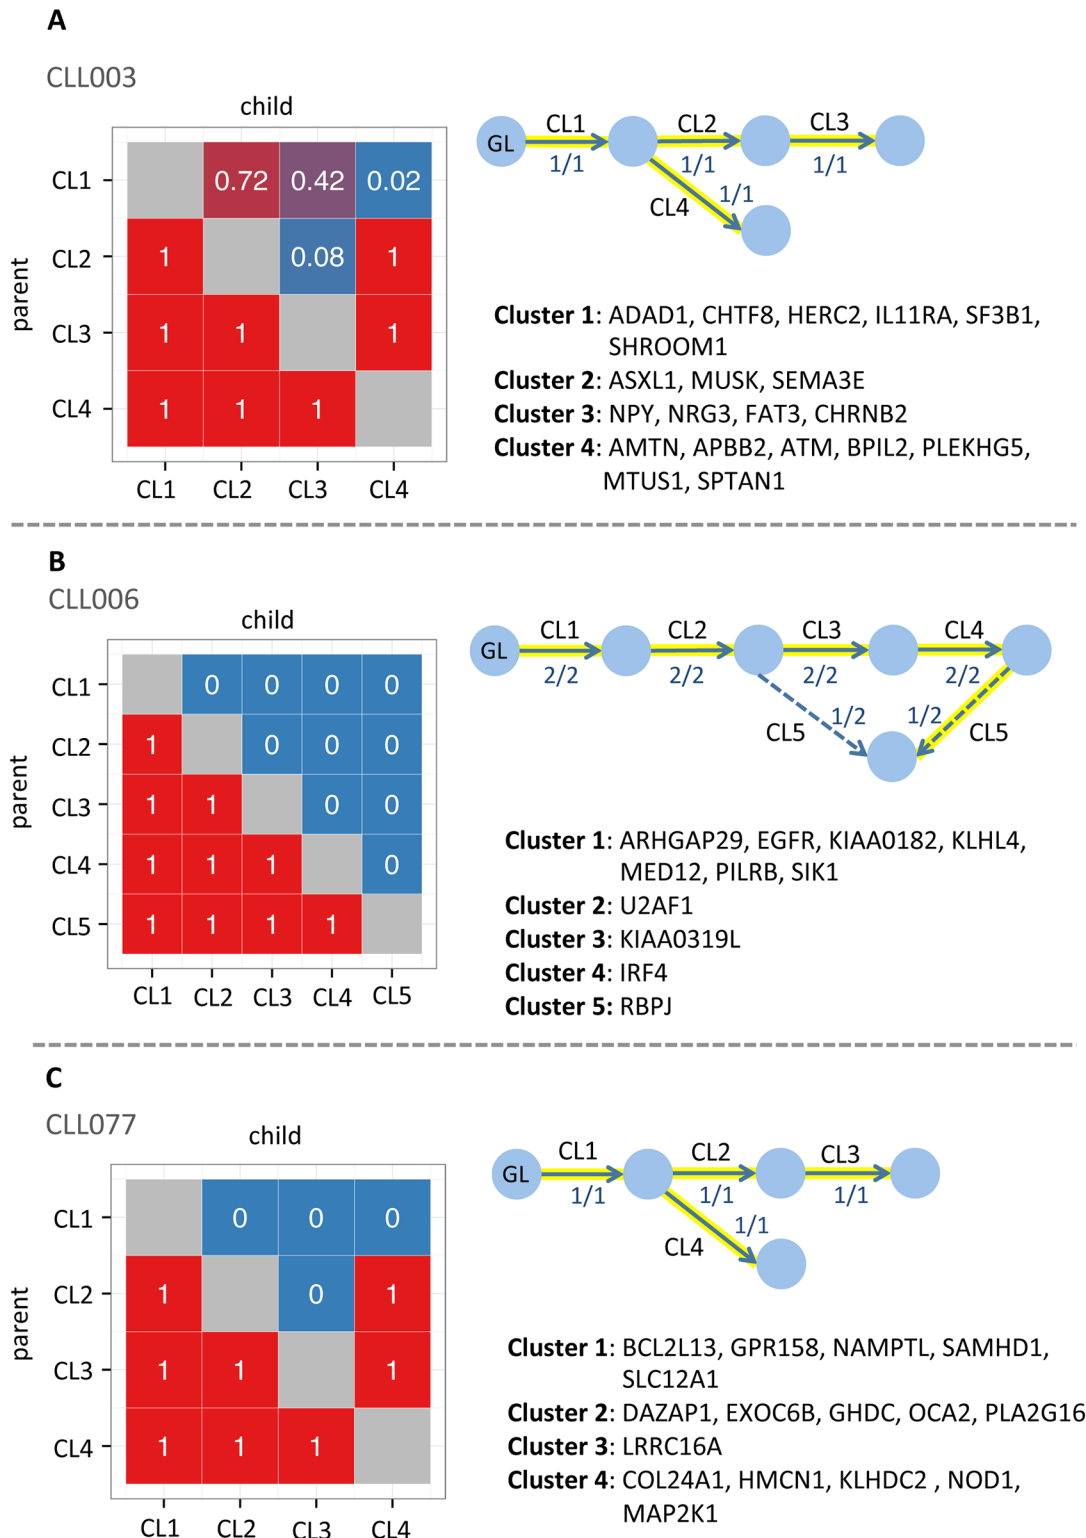 A
CLL003
child
parent
CL1 0.72 0.42 0.02
CL2 1 0.08 1
CL3 1 1 1
CL4 1 1 1
CL1 CL2 CL3 CL4
GL CL1 CL2 CL3
1/1 1/1 1/1
CL4 1/1
Cluster 1: ADAD1, CHTF8, HERC2, IL11RA, SF3B1,
SHROOM1
Cluster 2: ASXL1, MUSK, SEMA3E
Cluster 3: NPY, NRG3, FAT3, CHRNB2
Cluster 4: AMTN, APBB2, ATM, BPIL2, PLEKHG5,
MTUS1, SPTAN1
B
CLL006
child
parent
CL1 0 0 0 0
CL2 1 0 0 0
CL3 1 1 0 0
CL4 1 1 1 0
CL5 1 1 1 1
CL1 CL2 CL3 CL4 CL5
GL CL1 CL2 CL3 CL4
2/2 2/2 2/2 2/2
CL5 1/2 1/2 CL5
Cluster 1: ARHGAP29, EGFR, KIAA0182, KLHL4,
MED12, PILRB, SIK1
Cluster 2: U2AF1
Cluster 3: KIAA0319L
Cluster 4: IRF4
Cluster 5: RBPJ
C
CLL077
child
parent
CL1 0 0 0
CL2 1 0 1
CL3 1 1 1
CL4 1 1 1
CL1 CL2 CL3 CL4
GL CL1 CL2 CL3
1/1 1/1 1/1
CL4 1/1
Cluster 1: BCL2L13, GPR158, NAMPTL, SAMHD1,
SLC12A1
Cluster 2: DAZAP1, EXOC6B, GHDC, OCA2, PLA2G16
Cluster 3: LRRC16A
Cluster 4: COL24A1, HMCN1, KLHDC2 , NOD1,
MAP2K1